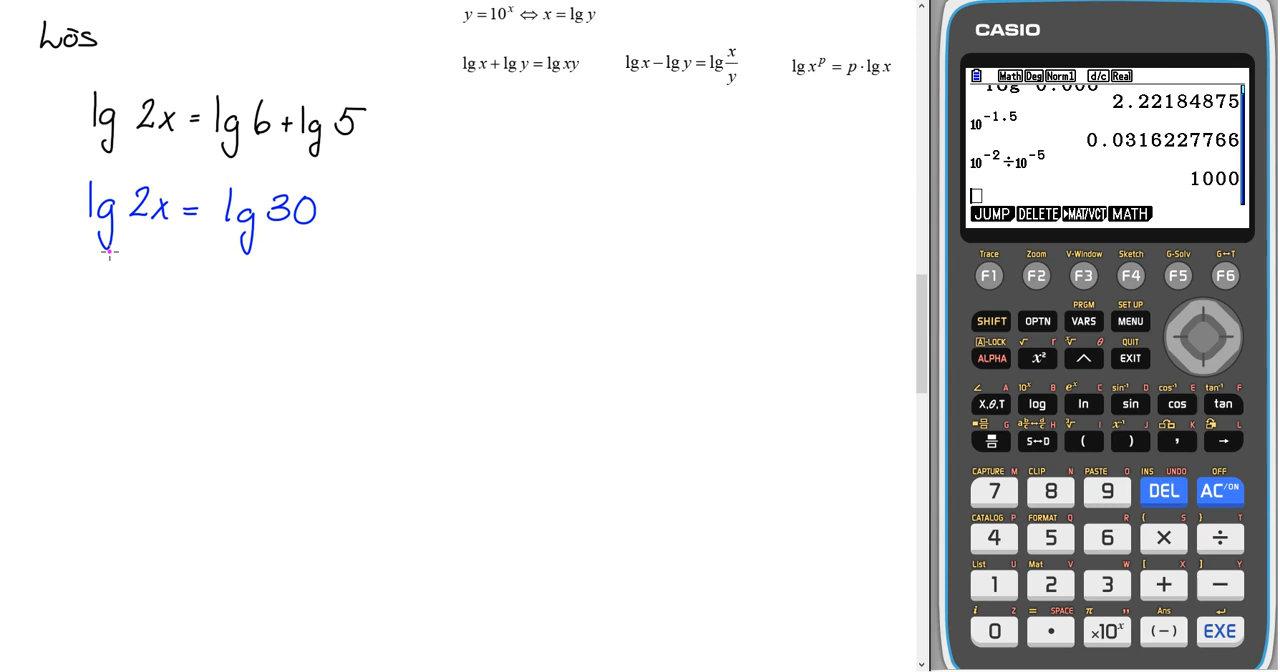 Lös
y = 10^x ⇔ x = lg y
lg x + lg y = lg xy
lg x − lg y = lg x/y
lg x^p = p · lg x
lg 2x = lg 6 + lg 5
lg 2x = lg 30
CASIO
Math Deg Norm1 d/c Real
2.22184875
10^-1.5
0.0316227766
10^-2÷10^-5
1000
JUMP DELETE ▶MAT/VCT MATH
Trace Zoom V-Window Sketch G-Solv G↔T
F1 F2 F3 F4 F5 F6
PRGM SET UP
SHIFT OPTN VARS MENU
A-LOCK √ r ˣ√ θ QUIT
ALPHA x² ^ EXIT
∠ A 10^x B e^x C sin⁻¹ D cos⁻¹ E tan⁻¹ F
X,θ,T log ln sin cos tan
G H ³√ I x⁻¹ J K L
S↔D ( ) , →
CAPTURE M CLIP N PASTE O INS UNDO OFF
7 8 9 DEL AC/ON
CATALOG P FORMAT Q R { S } T
4 5 6 × ÷
List U Mat V W [ X ] Y
1 2 3 + −
i Z = SPACE π " Ans ↵
0 . ×10^x (−) EXE